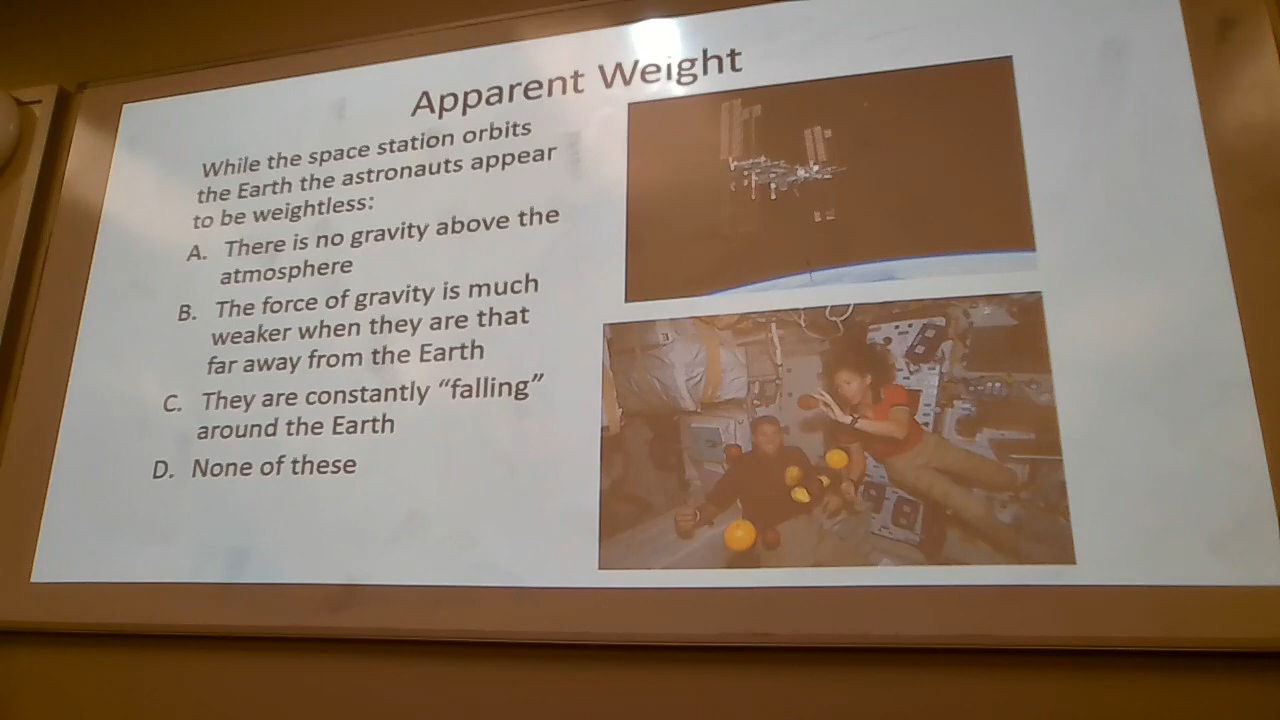 Apparent Weight
While the space station orbits
the Earth the astronauts appear
to be weightless:
A. There is no gravity above the
atmosphere
B. The force of gravity is much
weaker when they are that
far away from the Earth
C. They are constantly “falling”
around the Earth
D. None of these